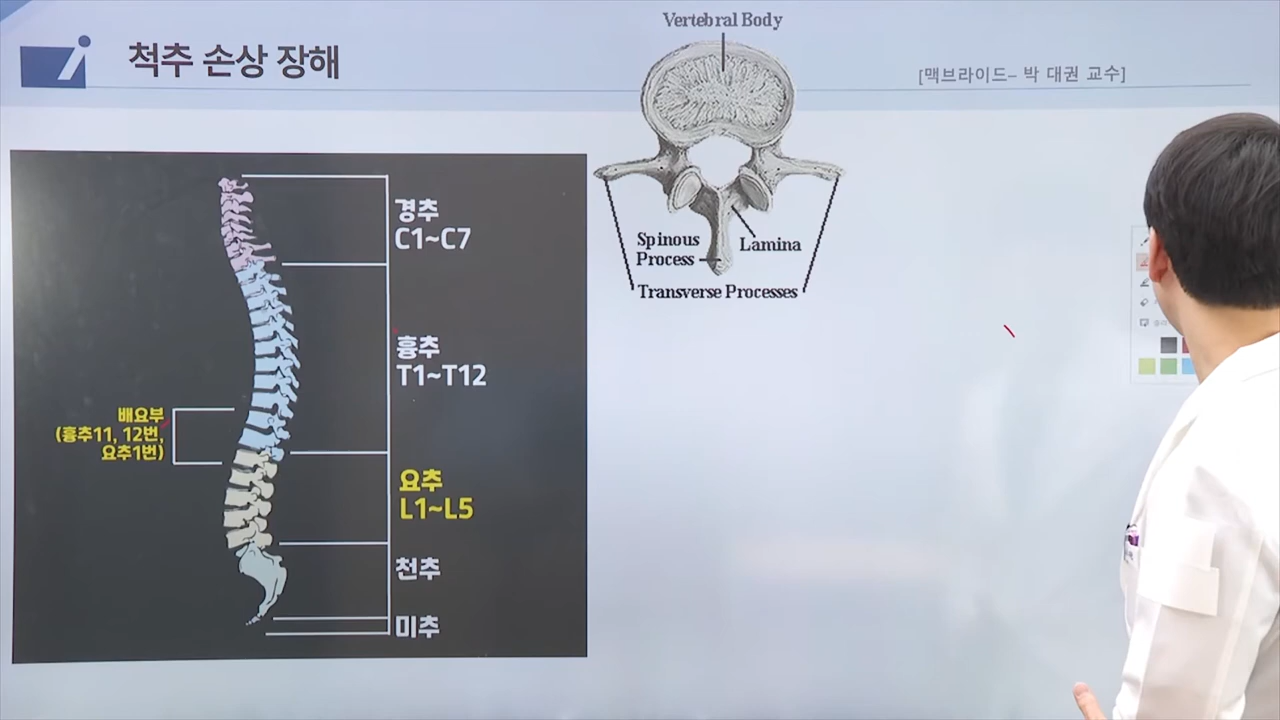 척추 손상 장해
[맥브라이드– 박 대권 교수]
Vertebral Body
Spinous
Process
Lamina
Transverse Processes
경추
C1~C7
흉추
T1~T12
배요부
(흉추11, 12번,
요추1번)
요추
L1~L5
천추
미추